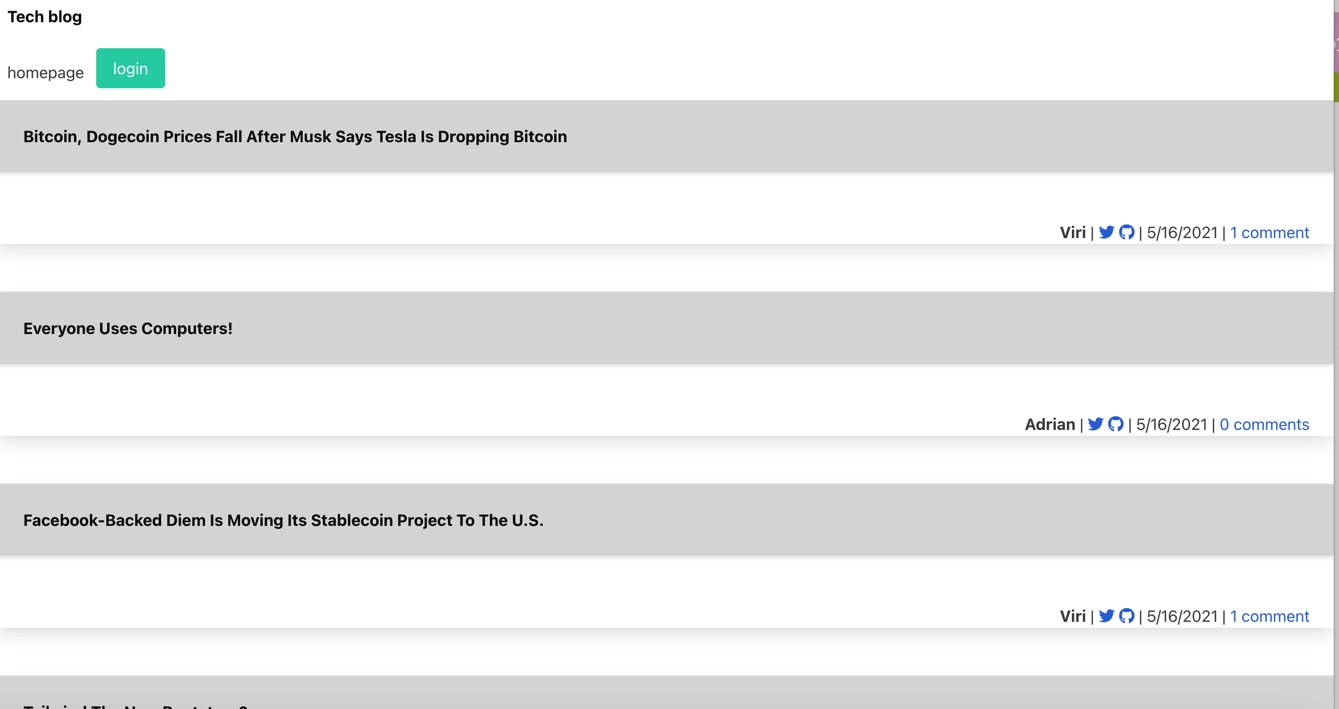 Tech blog
homepage login
Bitcoin, Dogecoin Prices Fall After Musk Says Tesla Is Dropping Bitcoin
Viri | | 5/16/2021 | 1 comment
Everyone Uses Computers!
Adrian | | 5/16/2021 | 0 comments
Facebook-Backed Diem Is Moving Its Stablecoin Project To The U.S.
Viri | | 5/16/2021 | 1 comment